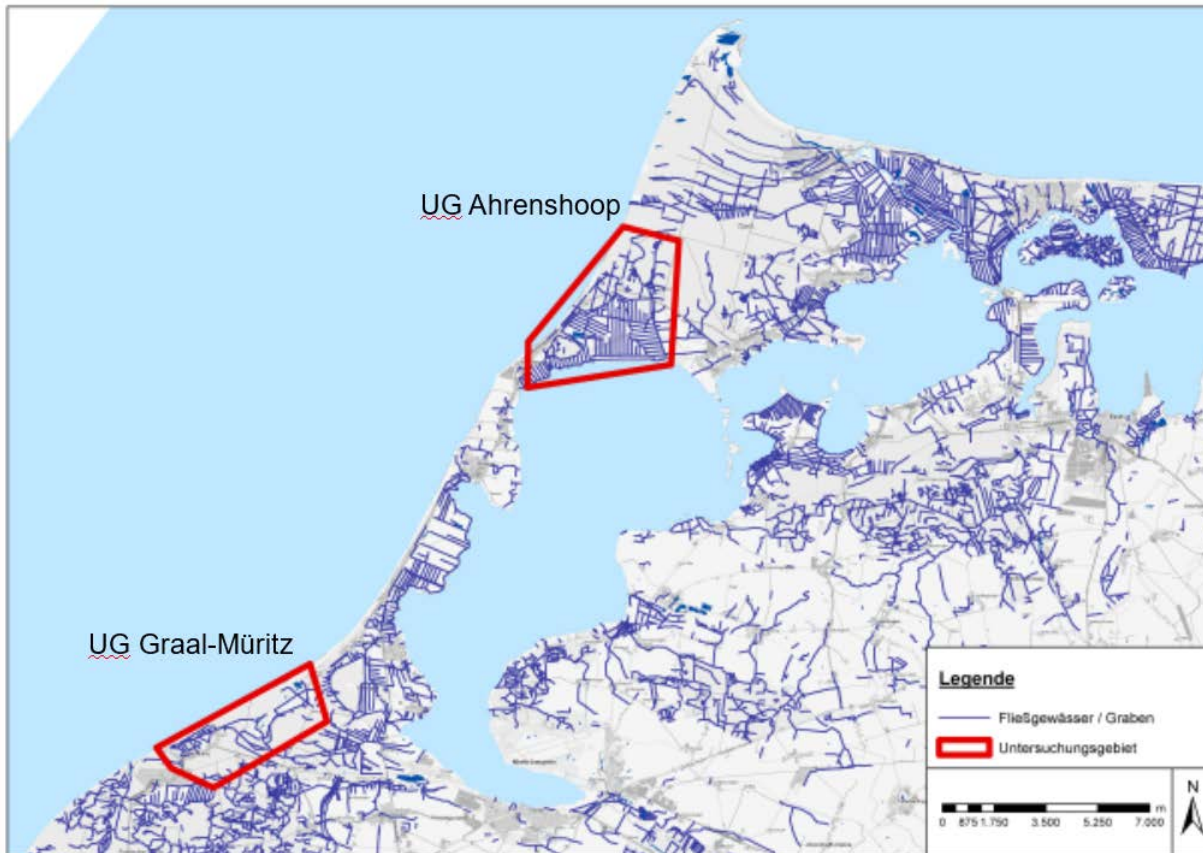 UG Ahrenshoop
UG Graal-Müritz
Legende
Fließgewässer / Graben
Untersuchungsgebiet
N
m
0 875 1.750 3.500 5.250 7.000